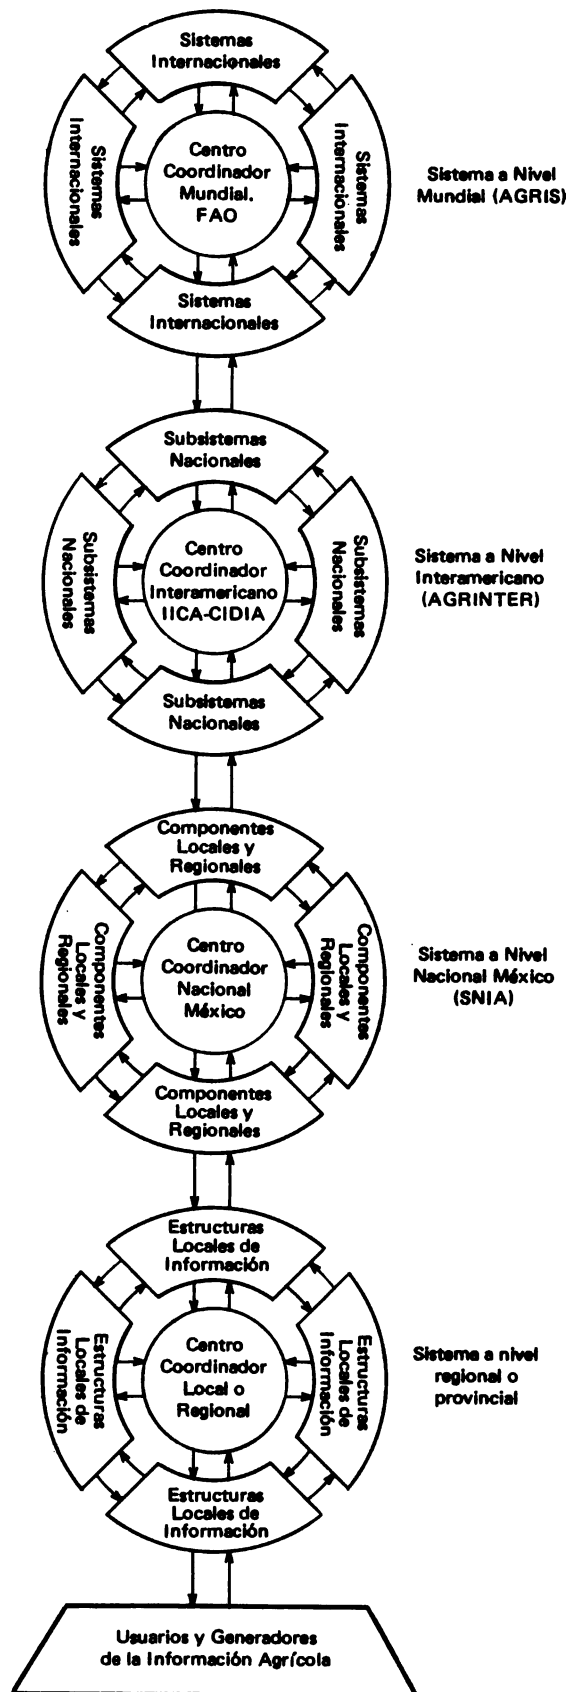 Sistemas
Internacionales
Sistemas
Internacionales
Centro
Coordinador
Mundial.
FAO
Sistemas
Internacionales
Sistema a Nivel
Mundial (AGRIS)
Sistemas
Internacionales
Subsistemas
Nacionales
Subsistemas
Nacionales
Centro
Coordinador
Interamericano
IICA-CIDIA
Subsistemas
Nacionales
Sistema a Nivel
Interamericano
(AGRINTER)
Subsistemas
Nacionales
Componentes
Locales y
Regionales
Componentes
Locales y
Regionales
Centro
Coordinador
Nacional
México
Componentes
Locales y
Regionales
Sistema a Nivel
Nacional México
(SNIA)
Componentes
Locales y
Regionales
Estructuras
Locales de
Información
Estructuras
Locales de
Información
Centro
Coordinador
Local o
Regional
Estructuras
Locales de
Información
Sistema a nivel
regional o
provincial
Estructuras
Locales de
Información
Usuarios y Generadores
de la Información Agrícola